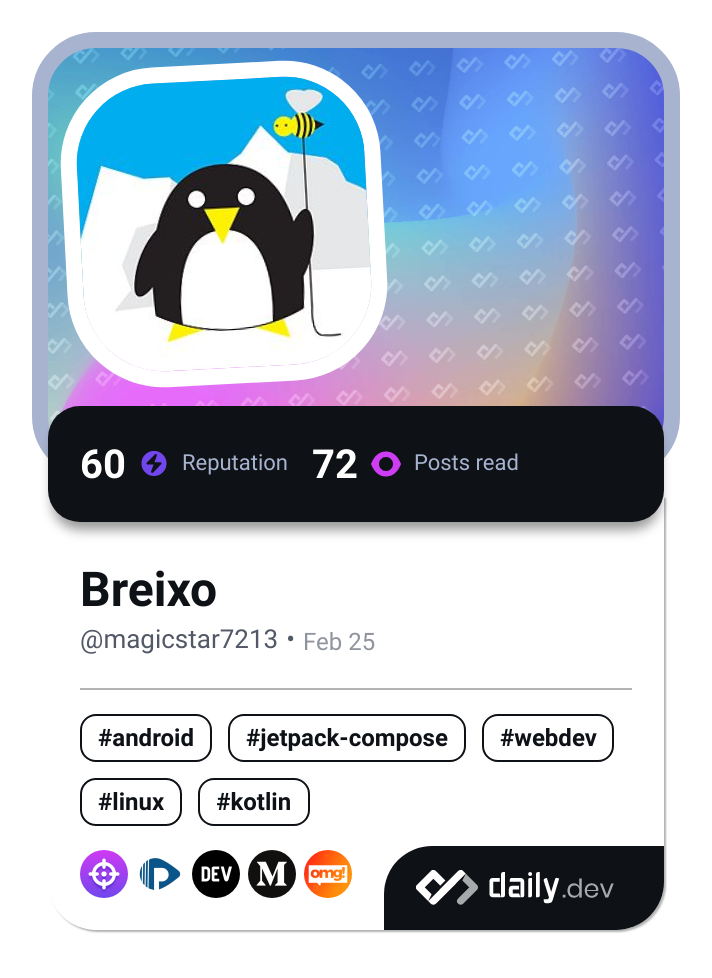 60 Reputation 72 Posts read
Breixo
@magicstar7213 • Feb 25
#android #jetpack-compose #webdev
#linux #kotlin
DEV M omg! daily.dev